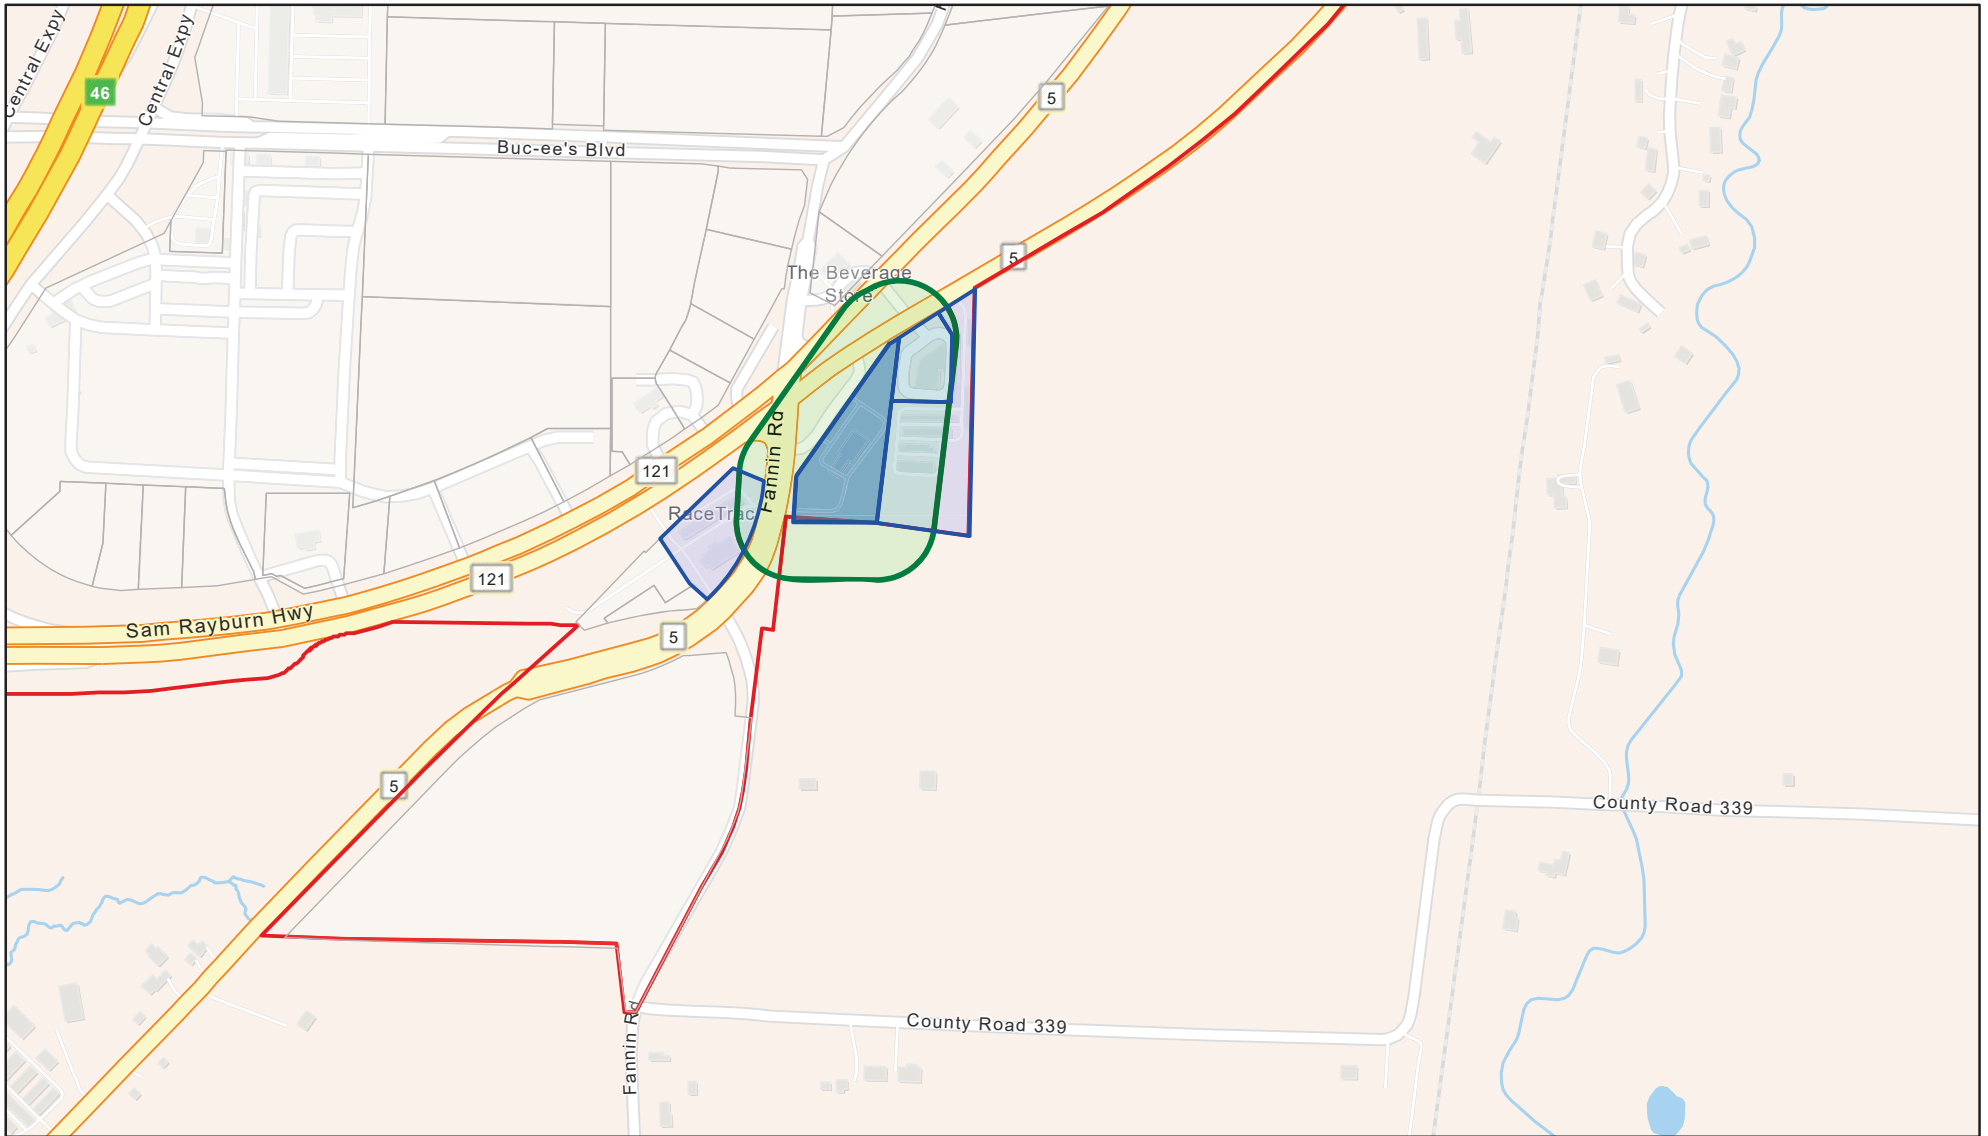 Central Expy
Central Expy
46
5
Buc-ee's Blvd
5
The Beverage
Store
Fannin Rd
121
RaceTrac
121
Sam Rayburn Hwy
5
5
County Road 339
County Road 339
Fannin Rd